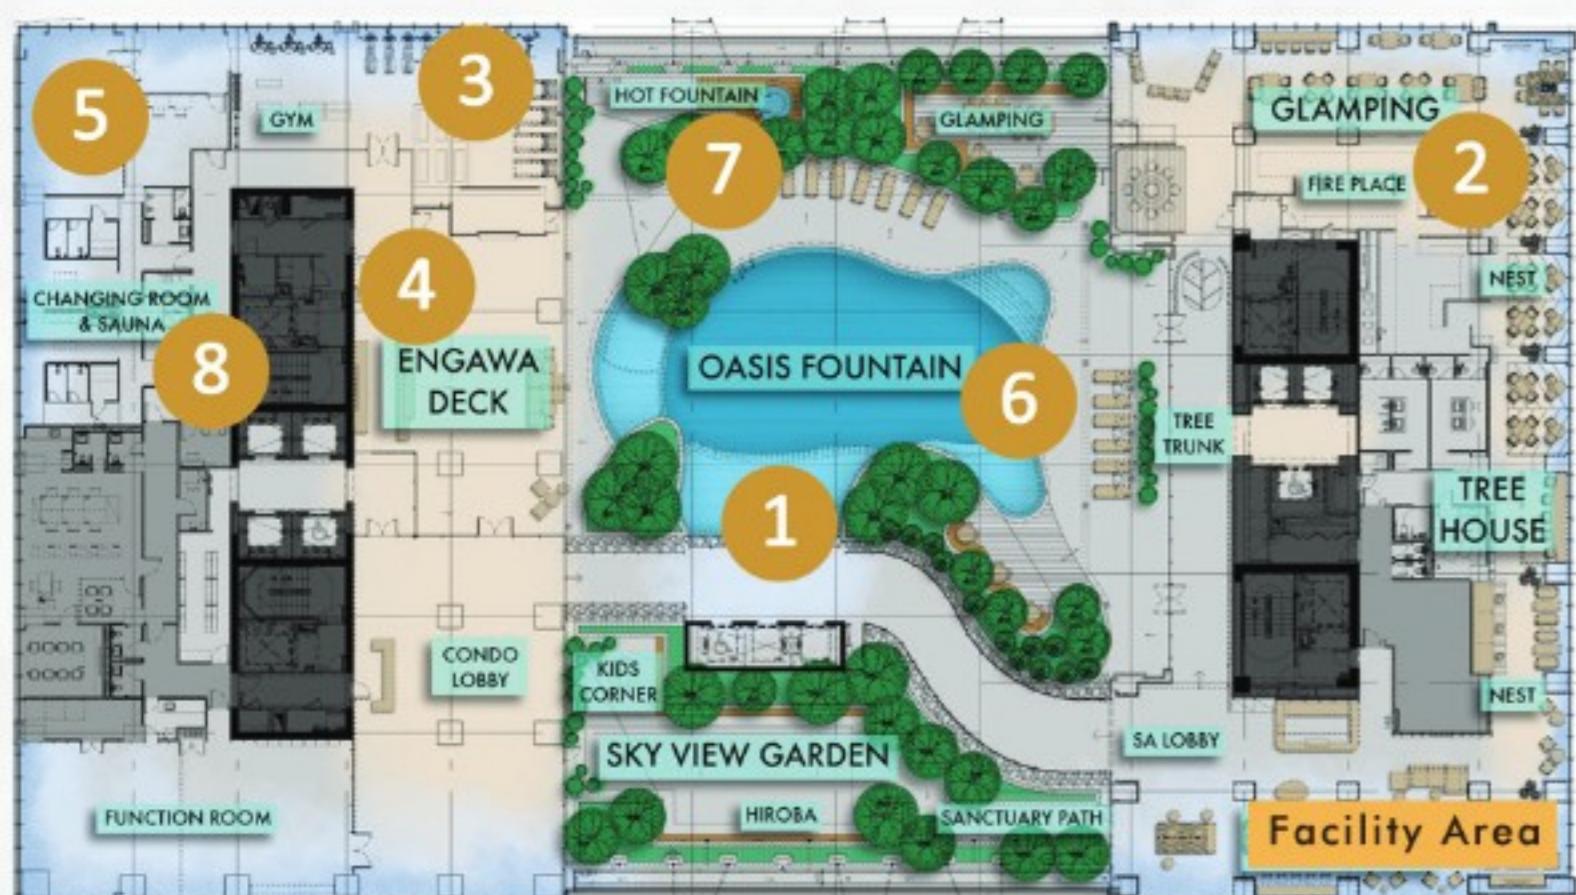 5
GYM
3
HOT FOUNTAIN
7
GLAMPING
GLAMPING
2
FIRE PLACE
NEST
CHANGING ROOM
& SAUNA
8
4
ENGAWA
DECK
OASIS FOUNTAIN
6
1
TREE
TRUNK
TREE
HOUSE
NEST
CONDO
LOBBY
KIDS
CORNER
SKY VIEW GARDEN
SA LOBBY
FUNCTION ROOM
HIROBA
SANCTUARY PATH
Facility Area